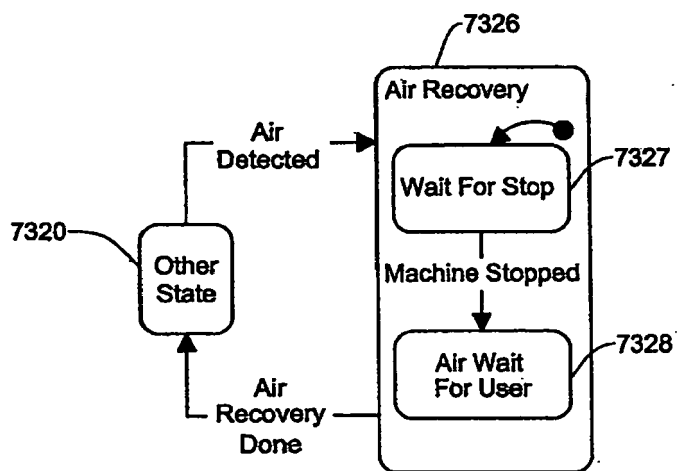 7326
Air Recovery
Air
Detected
Wait For Stop
7327
7320
Other
State
Machine Stopped
7328
Air Wait
For User
Air
Recovery
Done